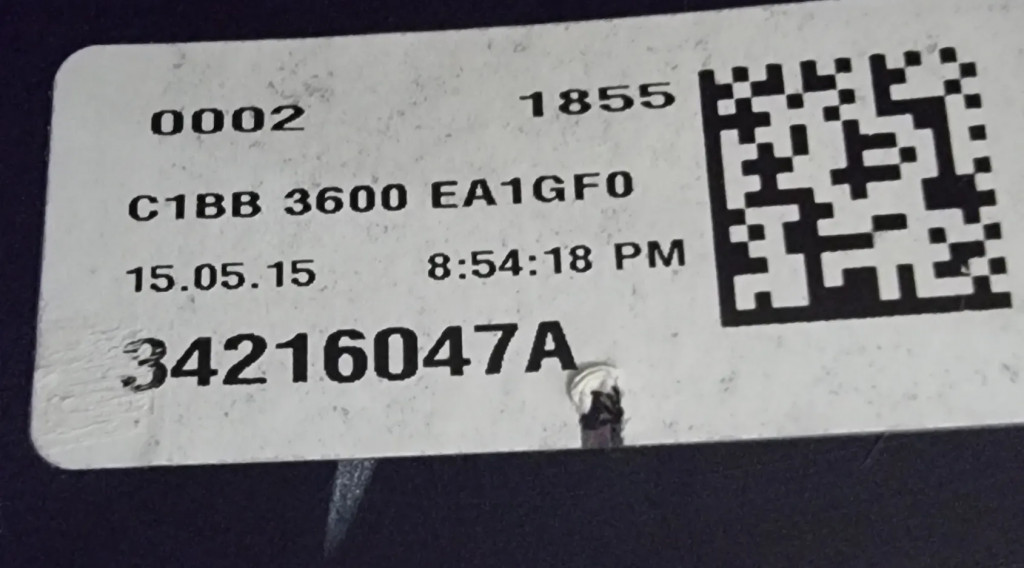 0002 1855
C1BB 3600 EA1GF0
15.05.15 8:54:18 PM
34216047A